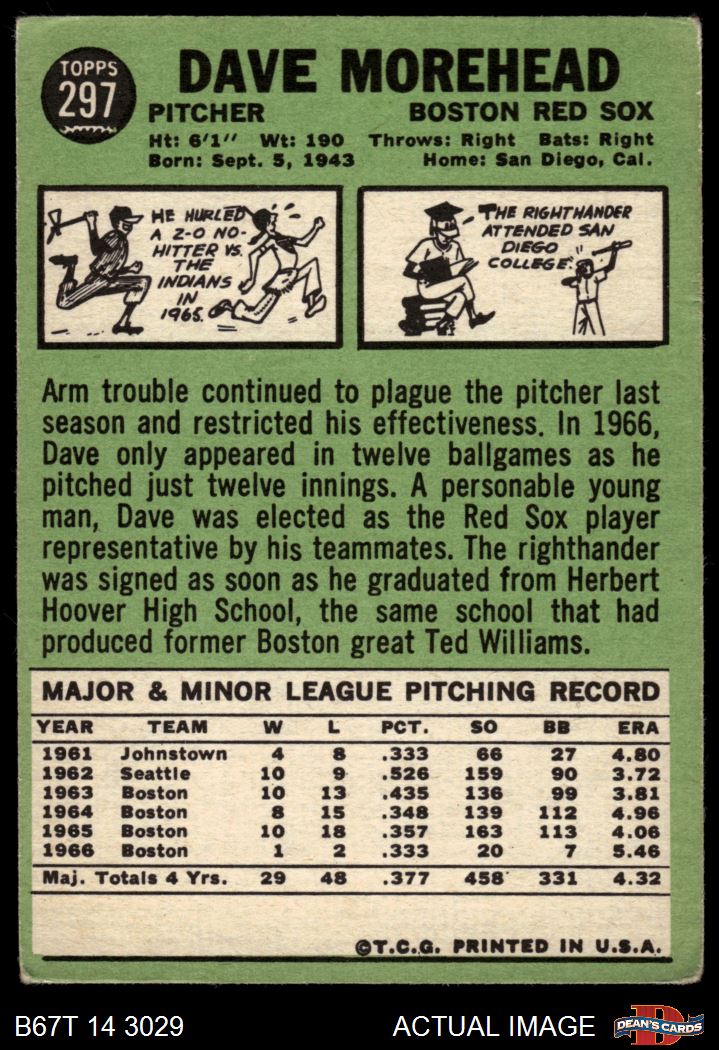 TOPPS
297
DAVE MOREHEAD
PITCHER BOSTON RED SOX
Ht: 6'1" Wt: 190 Throws: Right Bats: Right
Born: Sept. 5, 1943 Home: San Diego, Cal.
HE HURLED
A 2-0 NO-
HITTER VS.
THE
INDIANS
IN
1965.
THE RIGHTHANDER
ATTENDED SAN
DIEGO
COLLEGE.
Arm trouble continued to plague the pitcher last
season and restricted his effectiveness. In 1966,
Dave only appeared in twelve ballgames as he
pitched just twelve innings. A personable young
man, Dave was elected as the Red Sox player
representative by his teammates. The righthander
was signed as soon as he graduated from Herbert
Hoover High School, the same school that had
produced former Boston great Ted Williams.
MAJOR & MINOR LEAGUE PITCHING RECORD
YEAR TEAM W L PCT. SO BB ERA
1961 Johnstown 4 8 .333 66 27 4.80
1962 Seattle 10 9 .526 159 90 3.72
1963 Boston 10 13 .435 136 99 3.81
1964 Boston 8 15 .348 139 112 4.96
1965 Boston 10 18 .357 163 113 4.06
1966 Boston 1 2 .333 20 7 5.46
Maj. Totals 4 Yrs. 29 48 .377 458 331 4.32
©T.C.G. PRINTED IN U.S.A.
B67T 14 3029 ACTUAL IMAGE D DEAN'S CARDS